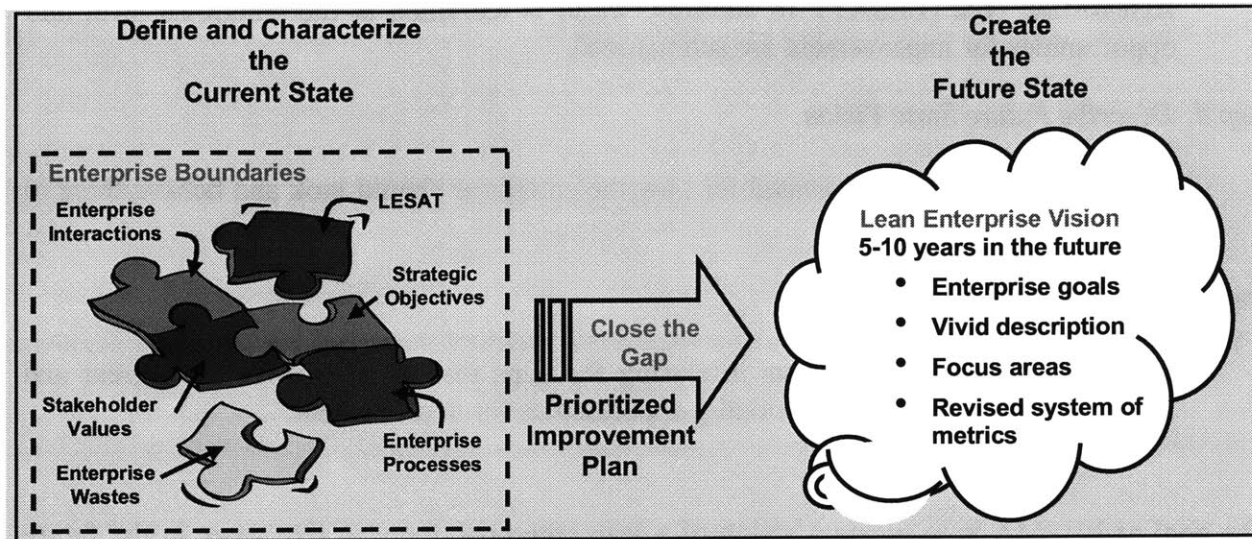 Define and Characterize
the
Current State
Create
the
Future State
Enterprise Boundaries
Enterprise
Interactions
LESAT
Strategic
Objectives
Stakeholder
Values
Enterprise
Wastes
Enterprise
Processes
Close the
Gap
Prioritized
Improvement
Plan
Lean Enterprise Vision
5-10 years in the future
• Enterprise goals
• Vivid description
• Focus areas
• Revised system of
metrics